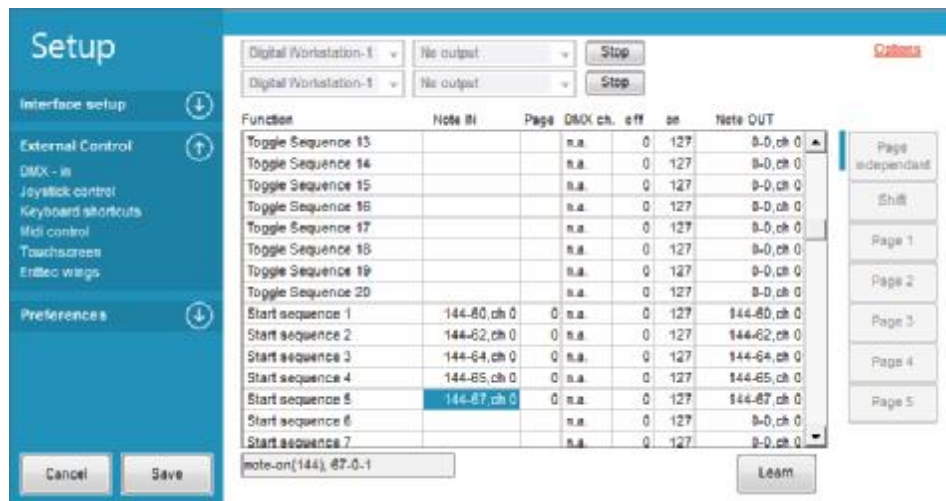 Setup
Interface setup
External Control
DMX - in
Joystick control
Keyboard shortcuts
Midi control
Touchscreen
Enttec wings
Preferences
Cancel Save
Digital Workstation-1 No output Stop
Digital Workstation-1 No output Stop
Options
Function Note IN Page DMX ch. off on Note OUT
Toggle Sequence 13 n.a. 0 127 0-0, ch 0
Toggle Sequence 14 n.a. 0 127 0-0, ch 0
Toggle Sequence 15 n.a. 0 127 0-0, ch 0
Toggle Sequence 16 n.a. 0 127 0-0, ch 0
Toggle Sequence 17 n.a. 0 127 0-0, ch 0
Toggle Sequence 18 n.a. 0 127 0-0, ch 0
Toggle Sequence 19 n.a. 0 127 0-0, ch 0
Toggle Sequence 20 n.a. 0 127 0-0, ch 0
Start sequence 1 144-60, ch 0 0 n.a. 0 127 144-60, ch 0
Start sequence 2 144-62, ch 0 0 n.a. 0 127 144-62, ch 0
Start sequence 3 144-64, ch 0 0 n.a. 0 127 144-64, ch 0
Start sequence 4 144-65, ch 0 0 n.a. 0 127 144-65, ch 0
Start sequence 5 144-67, ch 0 0 n.a. 0 127 144-67, ch 0
Start sequence 6 n.a. 0 127 0-0, ch 0
Start sequence 7 n.a. 0 127 0-0, ch 0
note-on(144), 67-0-1
Learn
Page
independant
Shift
Page 1
Page 2
Page 3
Page 4
Page 5